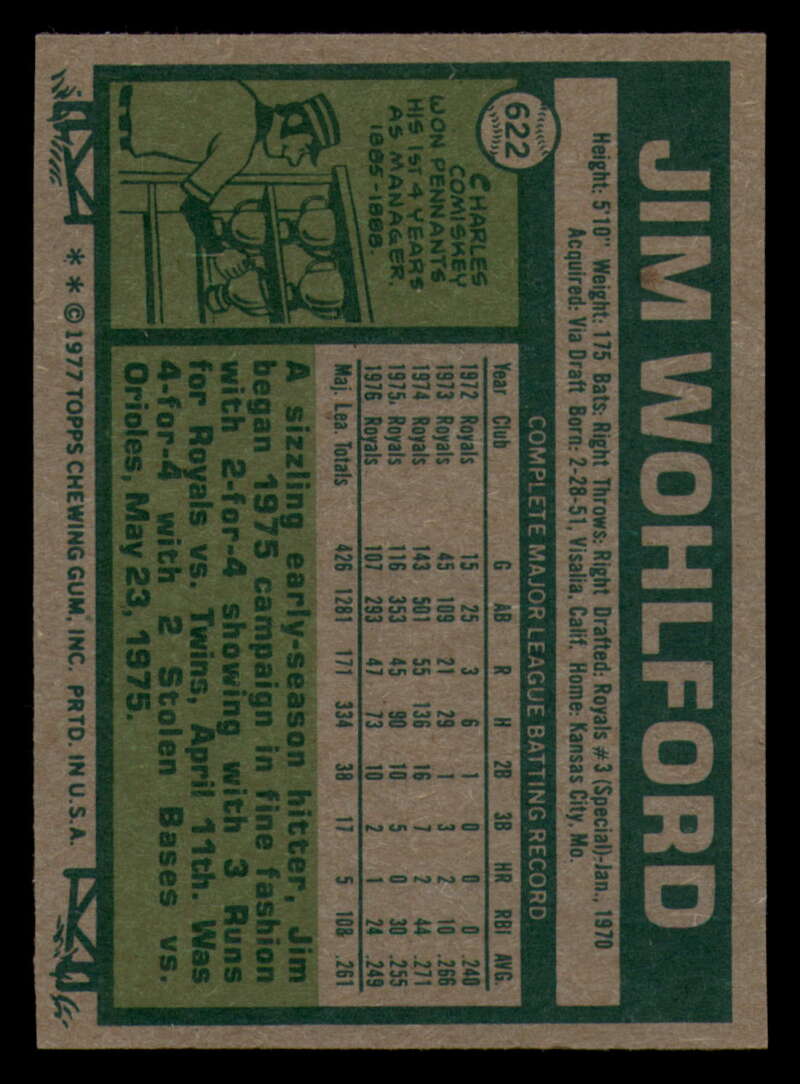 JIM WOHLFORD
622
Height: 5'10" Weight: 175 Bats: Right Throws: Right Drafted: Royals #3 (Special)-Jan., 1970
Acquired: Via Draft Born: 2-28-51, Visalia, Calif. Home: Kansas City, Mo.
COMPLETE MAJOR LEAGUE BATTING RECORD
Year Club G AB R H 2B 3B HR RBI AVG.
1972 Royals 15 25 3 6 1 0 0 0 .240
1973 Royals 45 109 21 29 1 3 2 10 .266
1974 Royals 143 501 55 136 16 7 2 44 .271
1975 Royals 116 353 45 90 10 5 0 30 .255
1976 Royals 107 293 47 73 10 2 1 24 .249
Maj. Lea. Totals 426 1281 171 334 38 17 5 108 .261
CHARLES
COMISKEY
WON PENNANTS
HIS 1ST 4 YEARS
AS MANAGER.
1885-1888.
A sizzling early-season hitter, Jim
began 1975 campaign in fine fashion
with 2-for-4 showing with 3 Runs
for Royals vs. Twins, April 11th. Was
4-for-4 with 2 Stolen Bases vs.
Orioles, May 23, 1975.
* * © 1977 TOPPS CHEWING GUM, INC. PRTD. IN U.S.A.